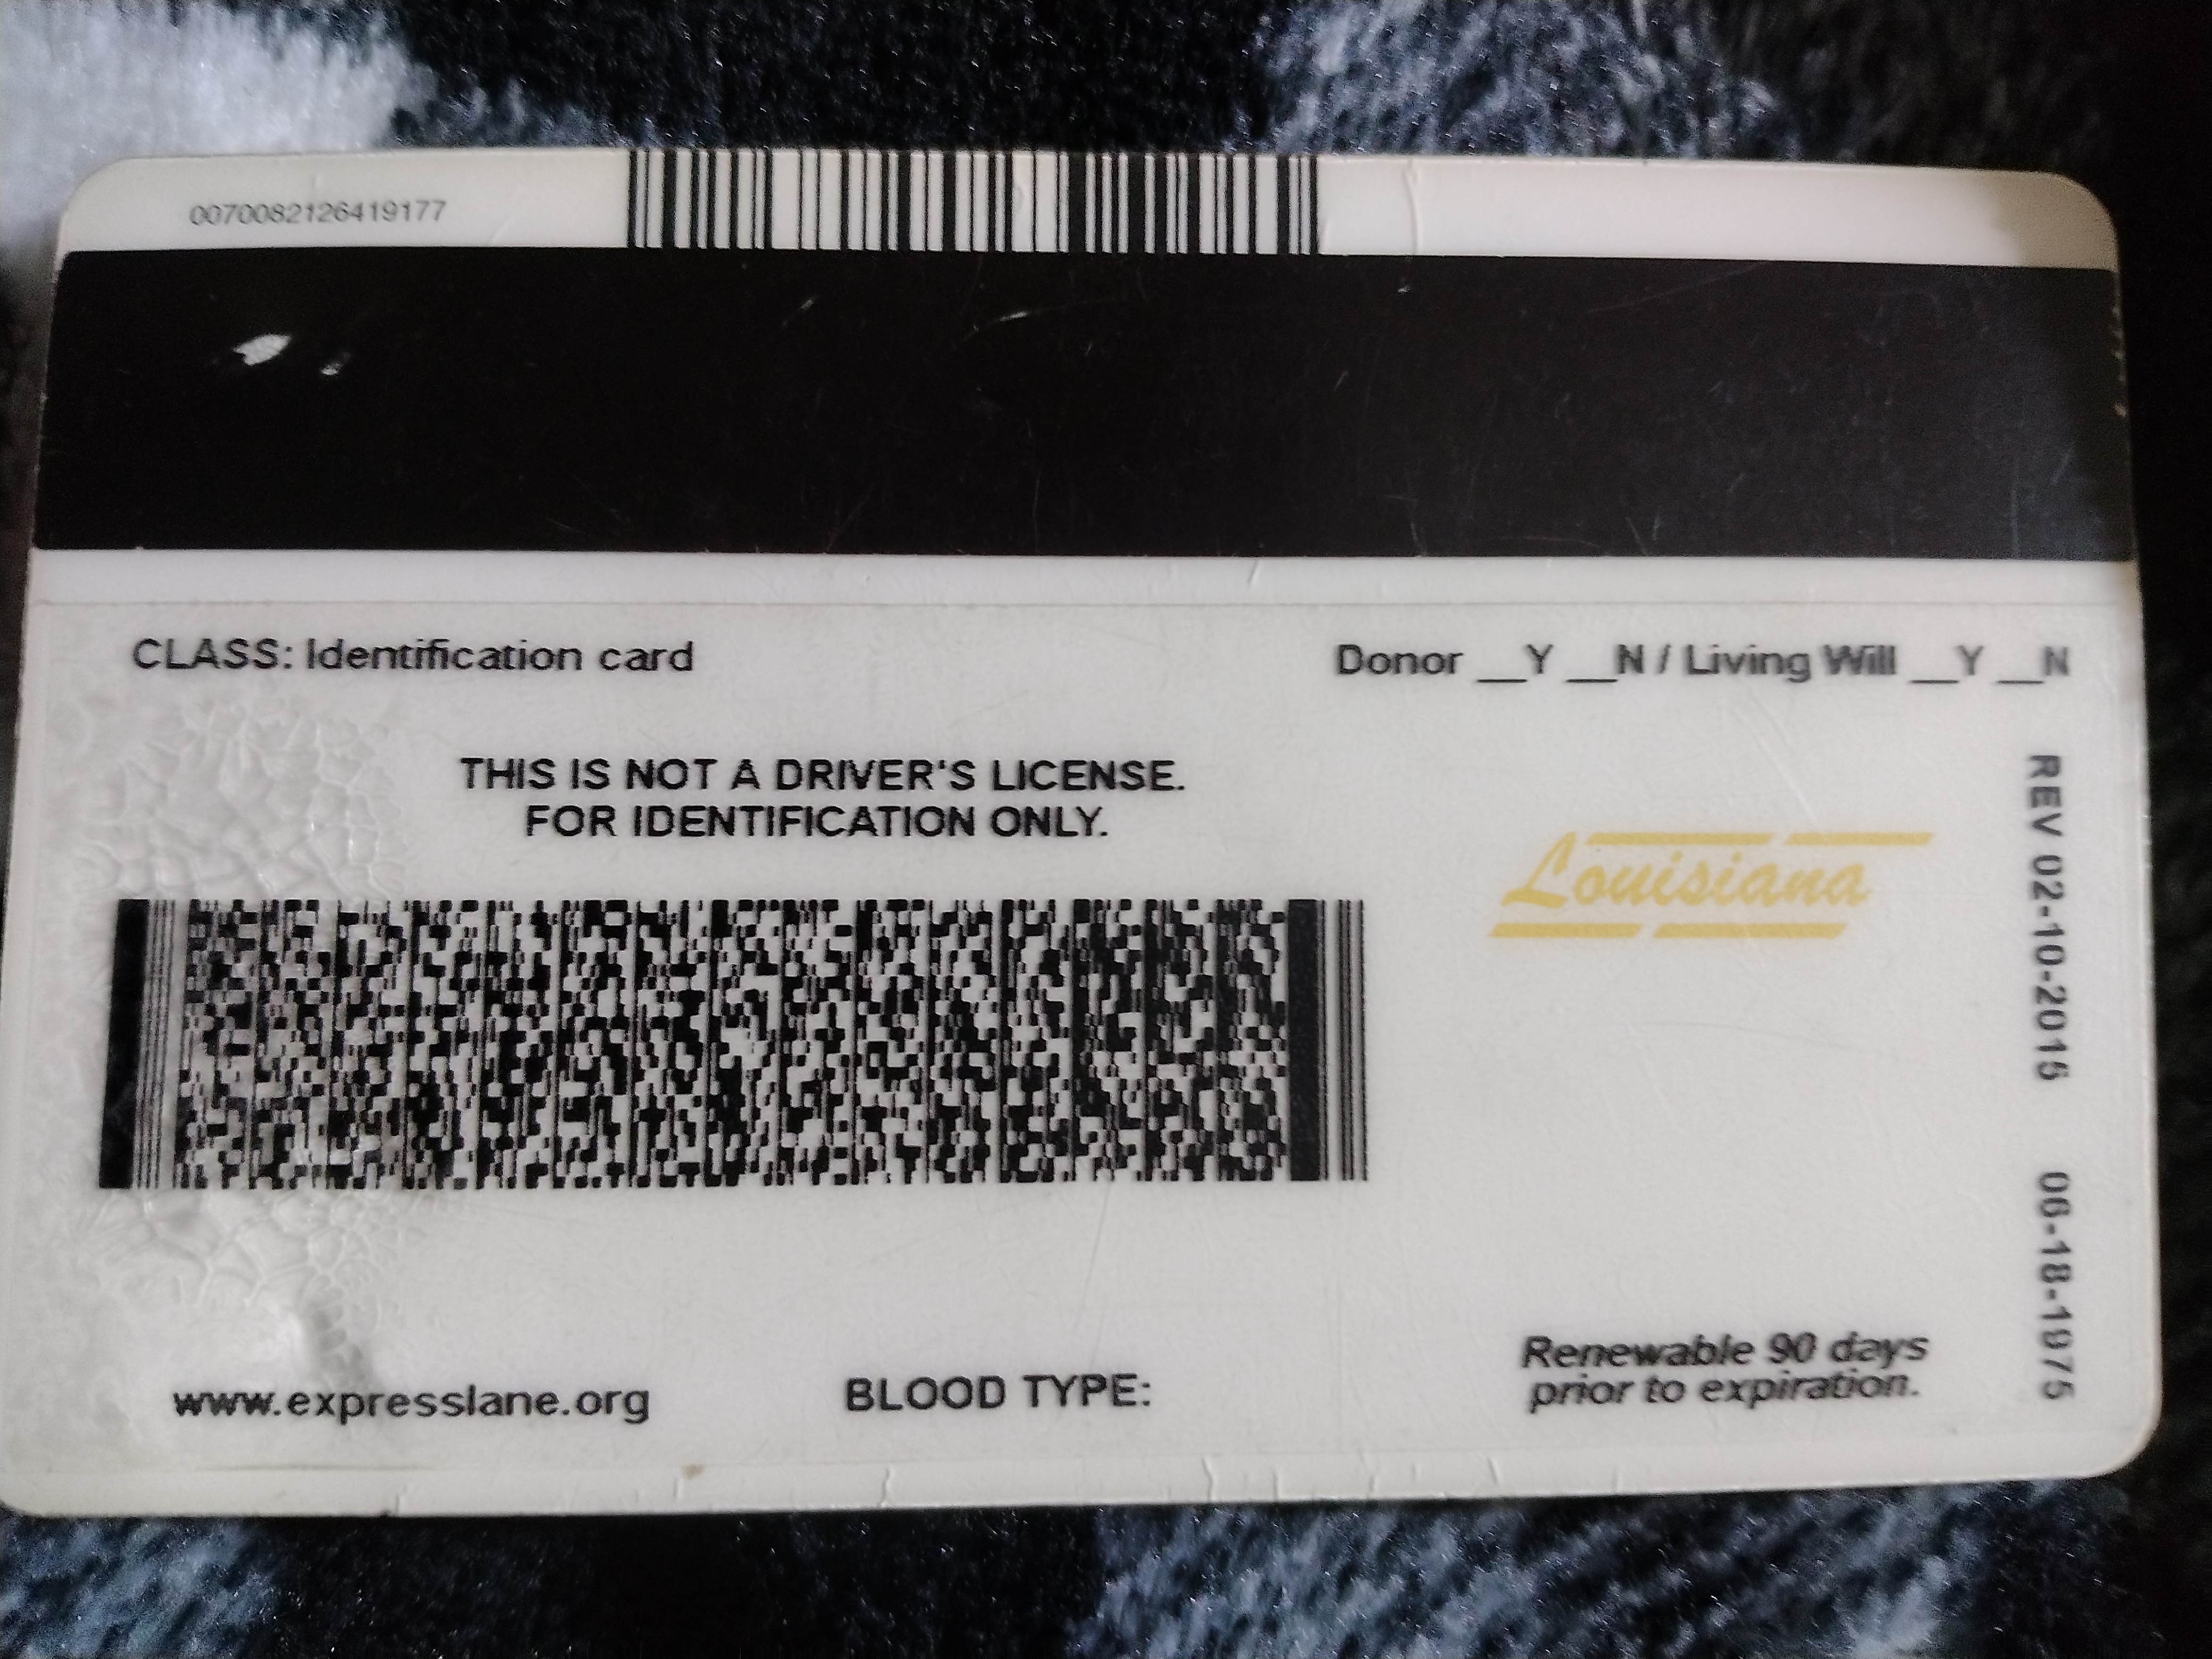 0070082126419177
CLASS: Identification card
Donor __Y __N / Living Will __Y __N
THIS IS NOT A DRIVER'S LICENSE.
FOR IDENTIFICATION ONLY.
Louisiana
REV 02-10-2015 06-18-1975
www.expresslane.org
BLOOD TYPE:
Renewable 90 days
prior to expiration.